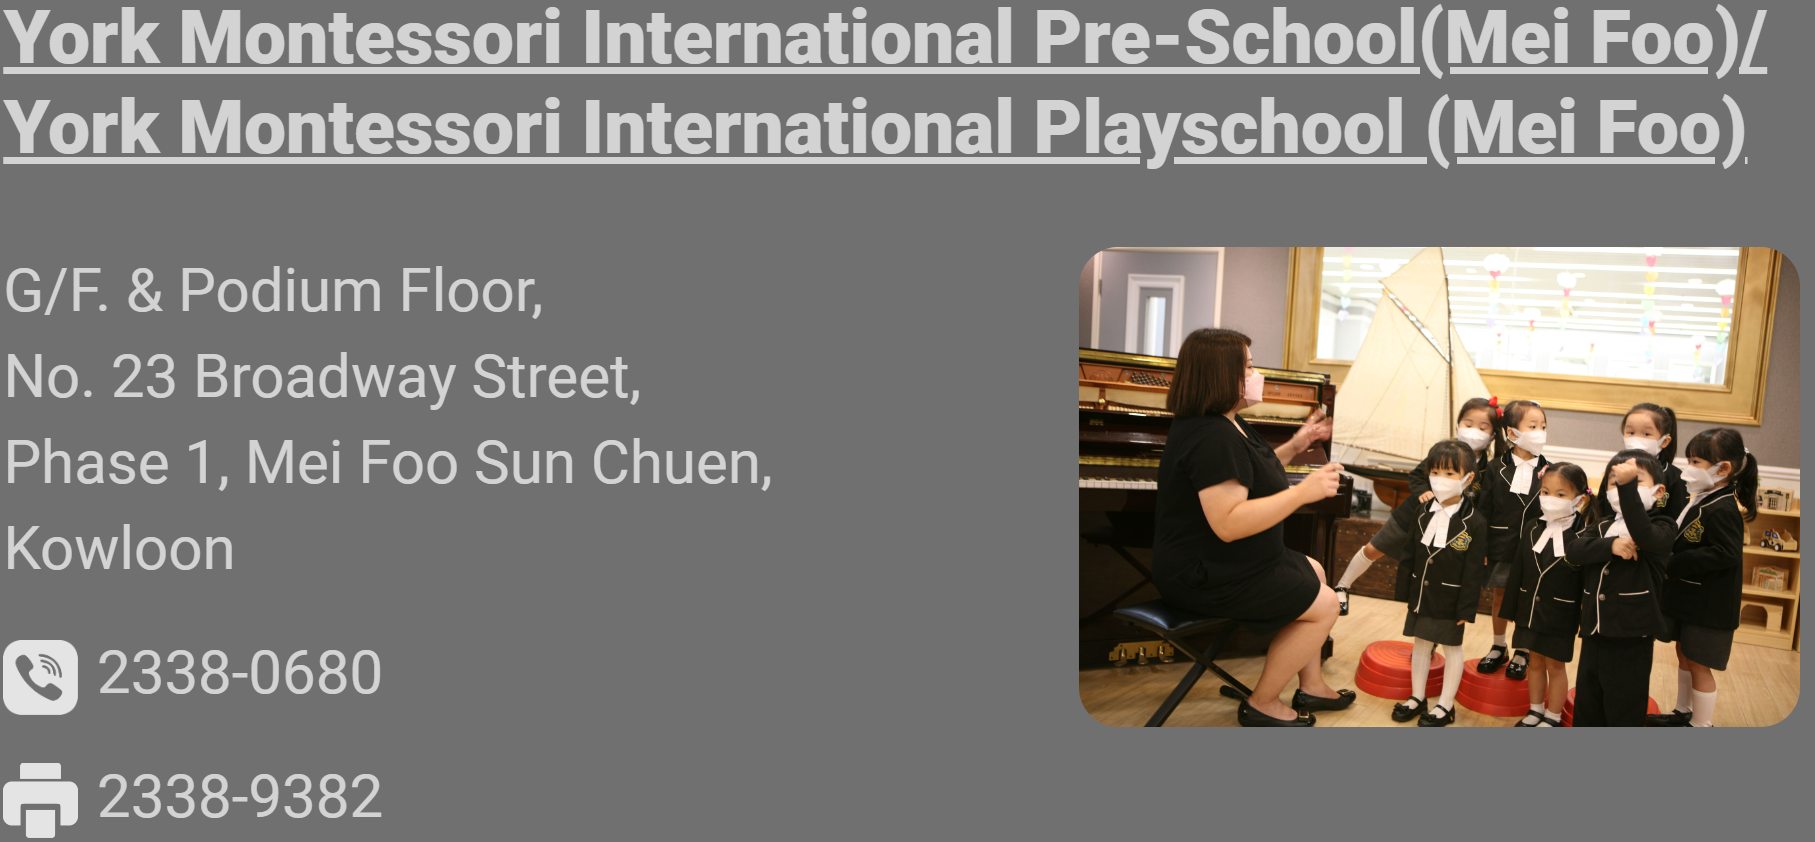 York Montessori International Pre-School(Mei Foo)/
York Montessori International Playschool (Mei Foo)
G/F. & Podium Floor,
No. 23 Broadway Street,
Phase 1, Mei Foo Sun Chuen,
Kowloon
2338-0680
2338-9382